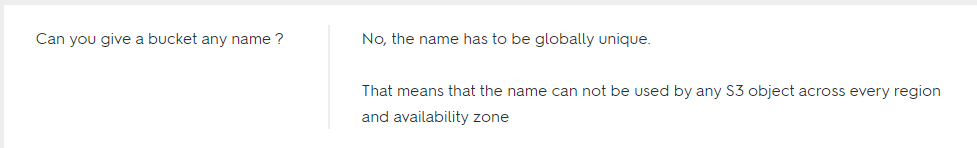 Can you give a bucket any name ?
No, the name has to be globally unique.
That means that the name can not be used by any S3 object across every region
and availability zone